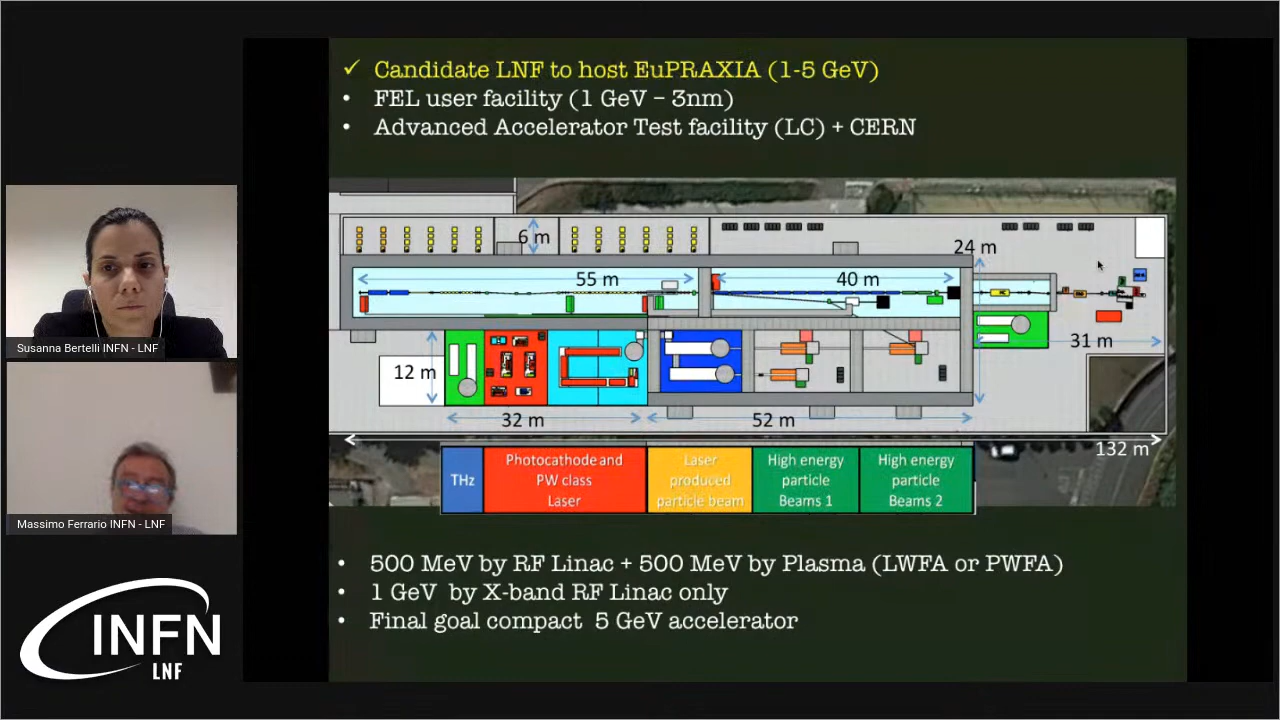 ✓ Candidate LNF to host EuPRAXIA (1-5 GeV)
• FEL user facility (1 GeV – 3nm)
• Advanced Accelerator Test facility (LC) + CERN
6 m
24 m
55 m
40 m
31 m
12 m
32 m
52 m
132 m
THz
Photocathode and
PW class
Laser
Laser
produced
particle beam
High energy
particle
Beams 1
High energy
particle
Beams 2
• 500 MeV by RF Linac + 500 MeV by Plasma (LWFA or PWFA)
• 1 GeV by X-band RF Linac only
• Final goal compact 5 GeV accelerator
Susanna Bertelli INFN - LNF
Massimo Ferrario INFN - LNF
INFN
LNF